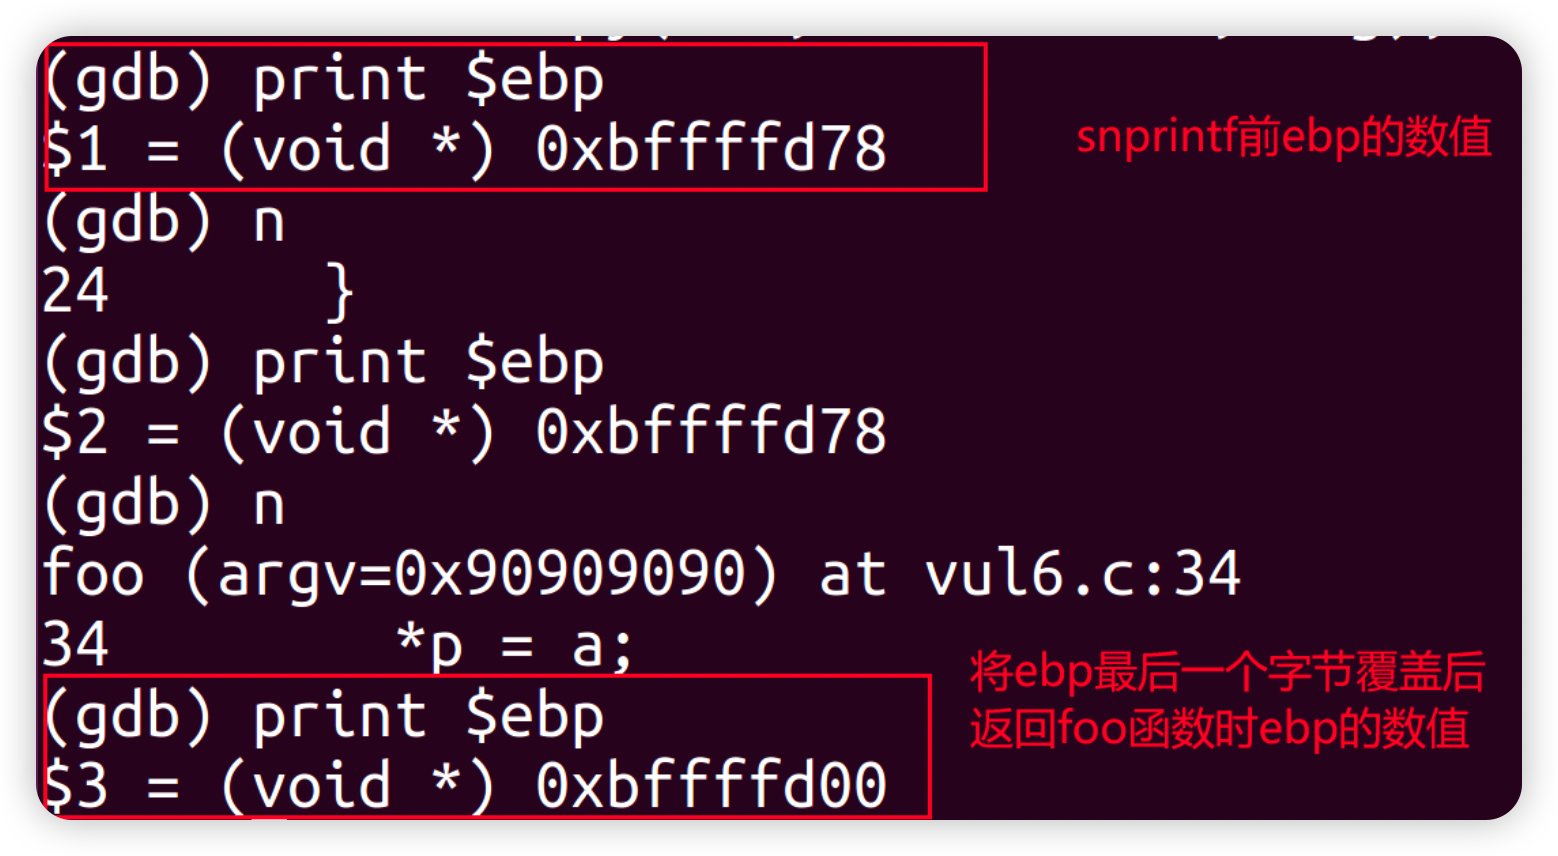 (gdb) print $ebp
$1 = (void *) 0xbffffd78
snprintf前ebp的数值
(gdb) n
24 }
(gdb) print $ebp
$2 = (void *) 0xbffffd78
(gdb) n
foo (argv=0x90909090) at vul6.c:34
34 *p = a;
(gdb) print $ebp
$3 = (void *) 0xbffffd00
将ebp最后一个字节覆盖后
返回foo函数时ebp的数值